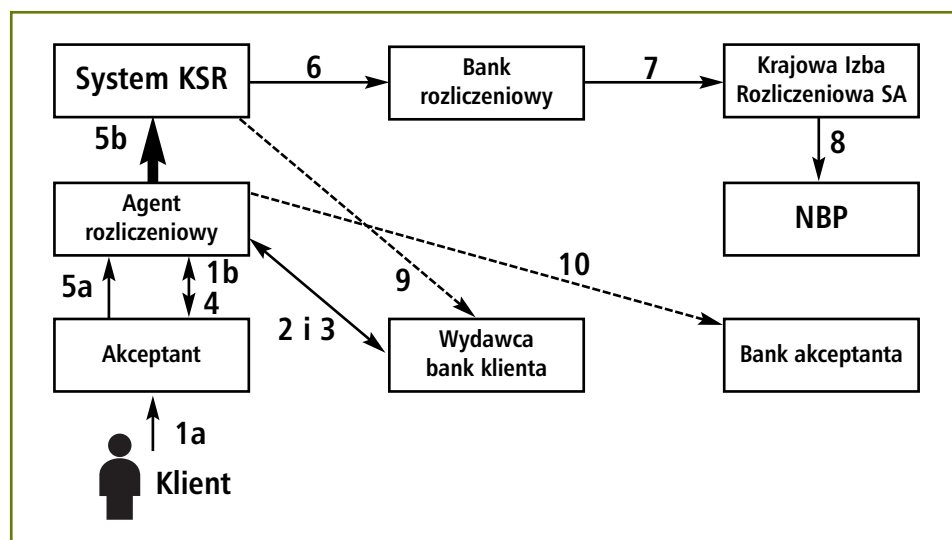 System KSR
6
Bank
rozliczeniowy
7
Krajowa Izba
Rozliczeniowa SA
5b
8
Agent
rozliczeniowy
NBP
5a
1b
4
2 i 3
9
10
Akceptant
Wydawca
bank klienta
Bank akceptanta
1a
Klient